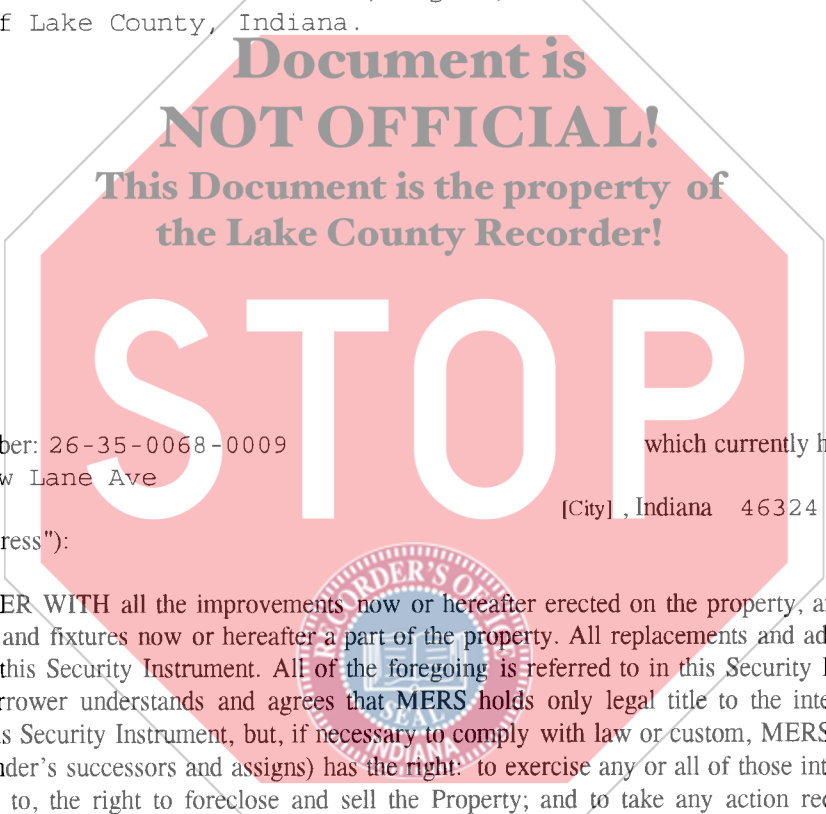 f Lake County, Indiana.
Document is
NOT OFFICIAL!
This Document is the property of
the Lake County Recorder!
STOP
ber: 26-35-0068-0009 which currently h
w Lane Ave
[City] , Indiana 46324
ress"):
RECORDER'S OFFICE
ER WITH all the improvements now or hereafter erected on the property, a
and fixtures now or hereafter a part of the property. All replacements and ad
this Security Instrument. All of the foregoing is referred to in this Security I
rrower understands and agrees that MERS holds only legal title to the inte
s Security Instrument, but, if necessary to comply with law or custom, MERS
SEAL
INDIANA
nder's successors and assigns) has the right: to exercise any or all of those int
to, the right to foreclose and sell the Property; and to take any action rec